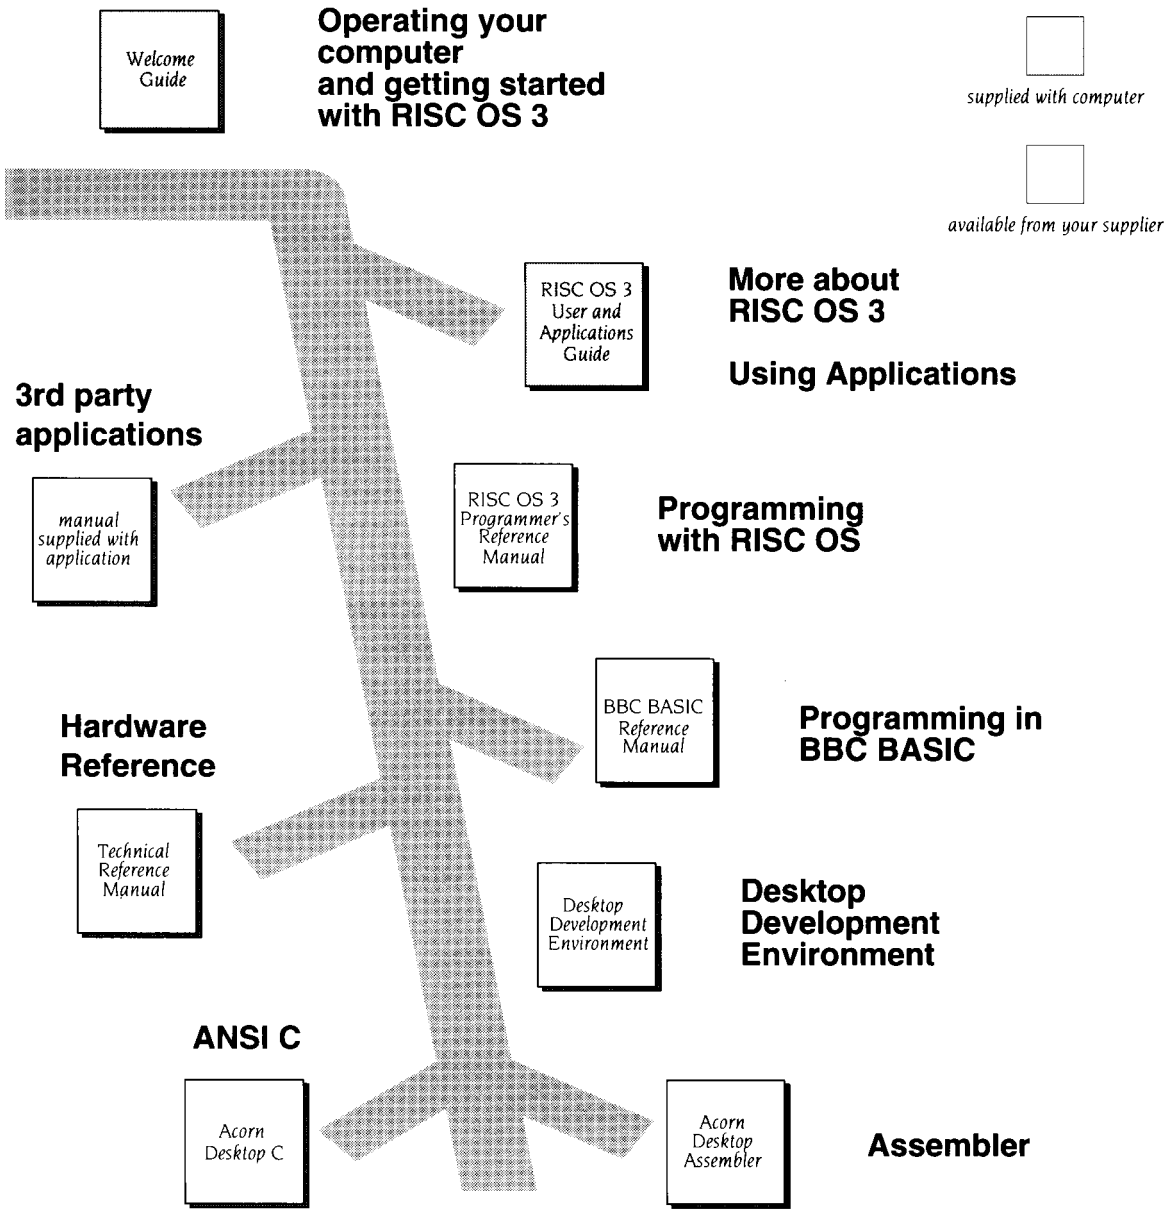 Welcome
Guide
Operating your
computer
and getting started
with RISC OS 3
supplied with computer
available from your supplier
RISC OS 3
User and
Applications
Guide
More about
RISC OS 3
Using Applications
3rd party
applications
manual
supplied with
application
RISC OS 3
Programmer's
Reference
Manual
Programming
with RISC OS
BBC BASIC
Reference
Manual
Programming in
BBC BASIC
Hardware
Reference
Technical
Reference
Manual
Desktop
Development
Environment
Desktop
Development
Environment
ANSI C
Acorn
Desktop C
Acorn
Desktop
Assembler
Assembler